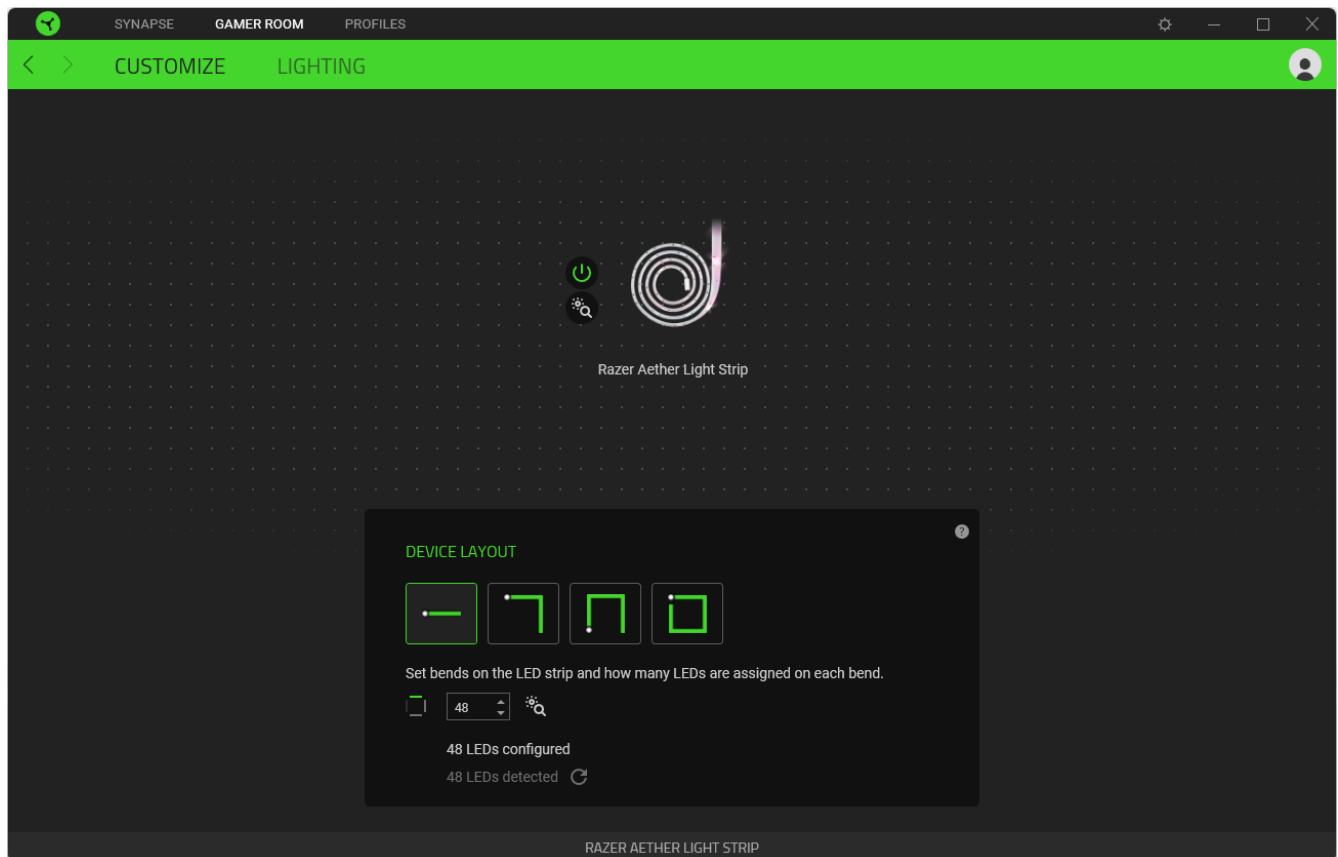 SYNAPSE GAMER ROOM PROFILES
CUSTOMIZE LIGHTING
Razer Aether Light Strip
?
DEVICE LAYOUT
Set bends on the LED strip and how many LEDs are assigned on each bend.
48
48 LEDs configured
48 LEDs detected
RAZER AETHER LIGHT STRIP